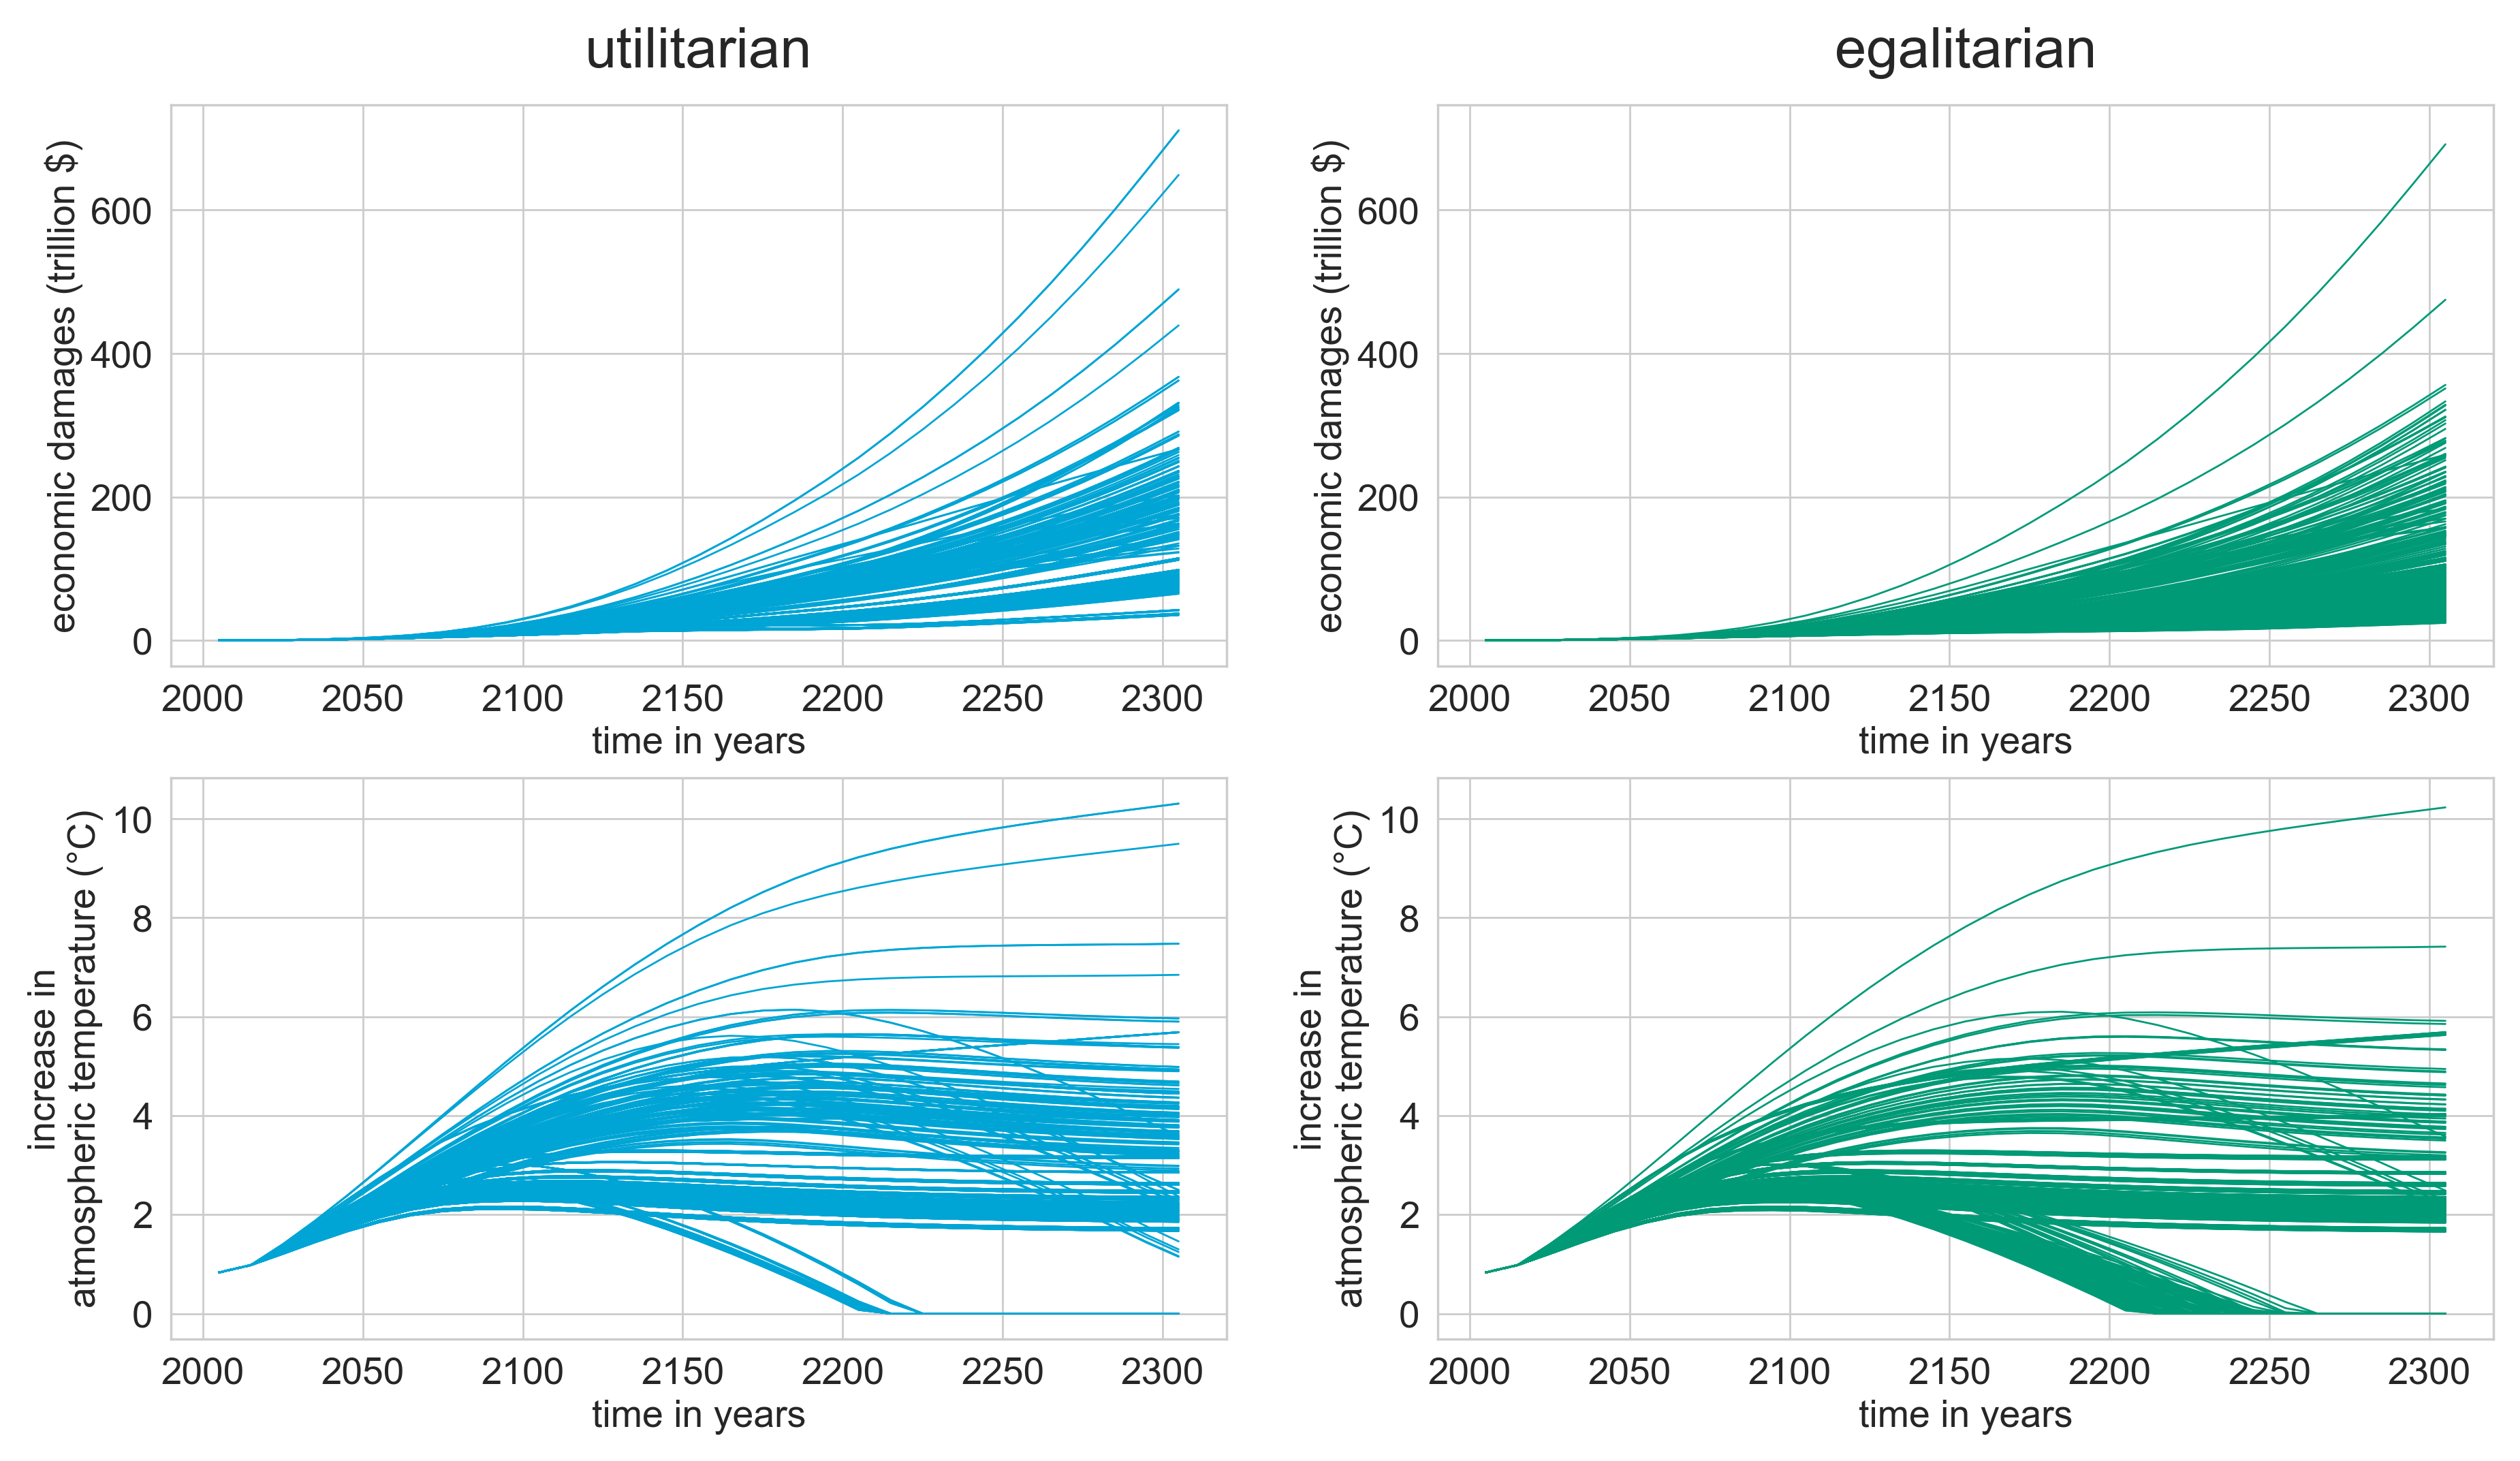 utilitarian
egalitarian
economic damages (trillion $)
600
400
200
0
2000 2050 2100 2150 2200 2250 2300
time in years
economic damages (trillion $)
600
400
200
0
2000 2050 2100 2150 2200 2250 2300
time in years
increase in
atmospheric temperature (°C)
10
8
6
4
2
0
2000 2050 2100 2150 2200 2250 2300
time in years
increase in
atmospheric temperature (°C)
10
8
6
4
2
0
2000 2050 2100 2150 2200 2250 2300
time in years